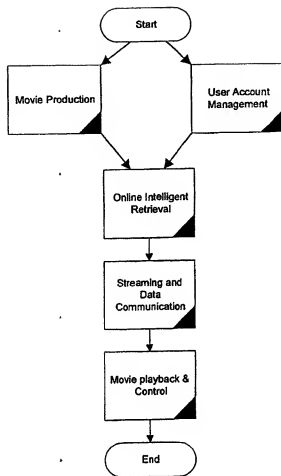 Start
Movie Production
User Account
Management
Online Intelligent
Retrieval
Streaming and
Data
Communication
Movie playback &
Control
End